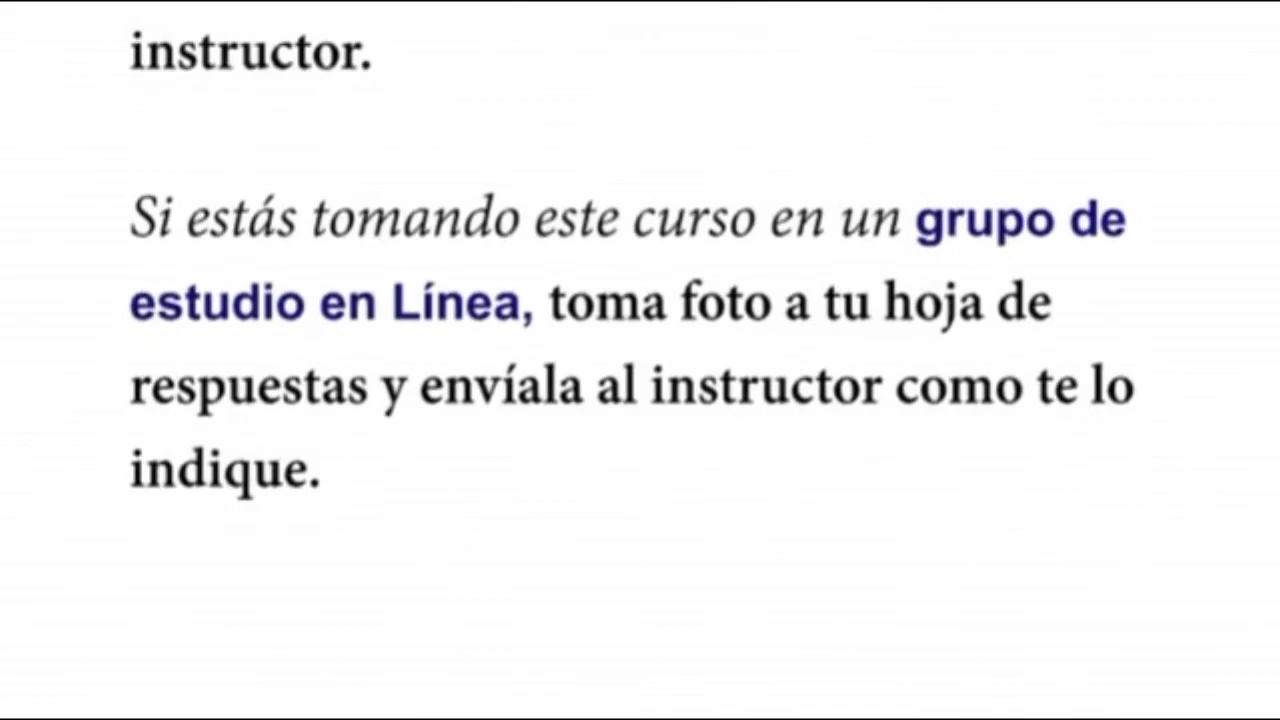 instructor.
Si estás tomando este curso en un grupo de
estudio en Línea, toma foto a tu hoja de
respuestas y envíala al instructor como te lo
indique.